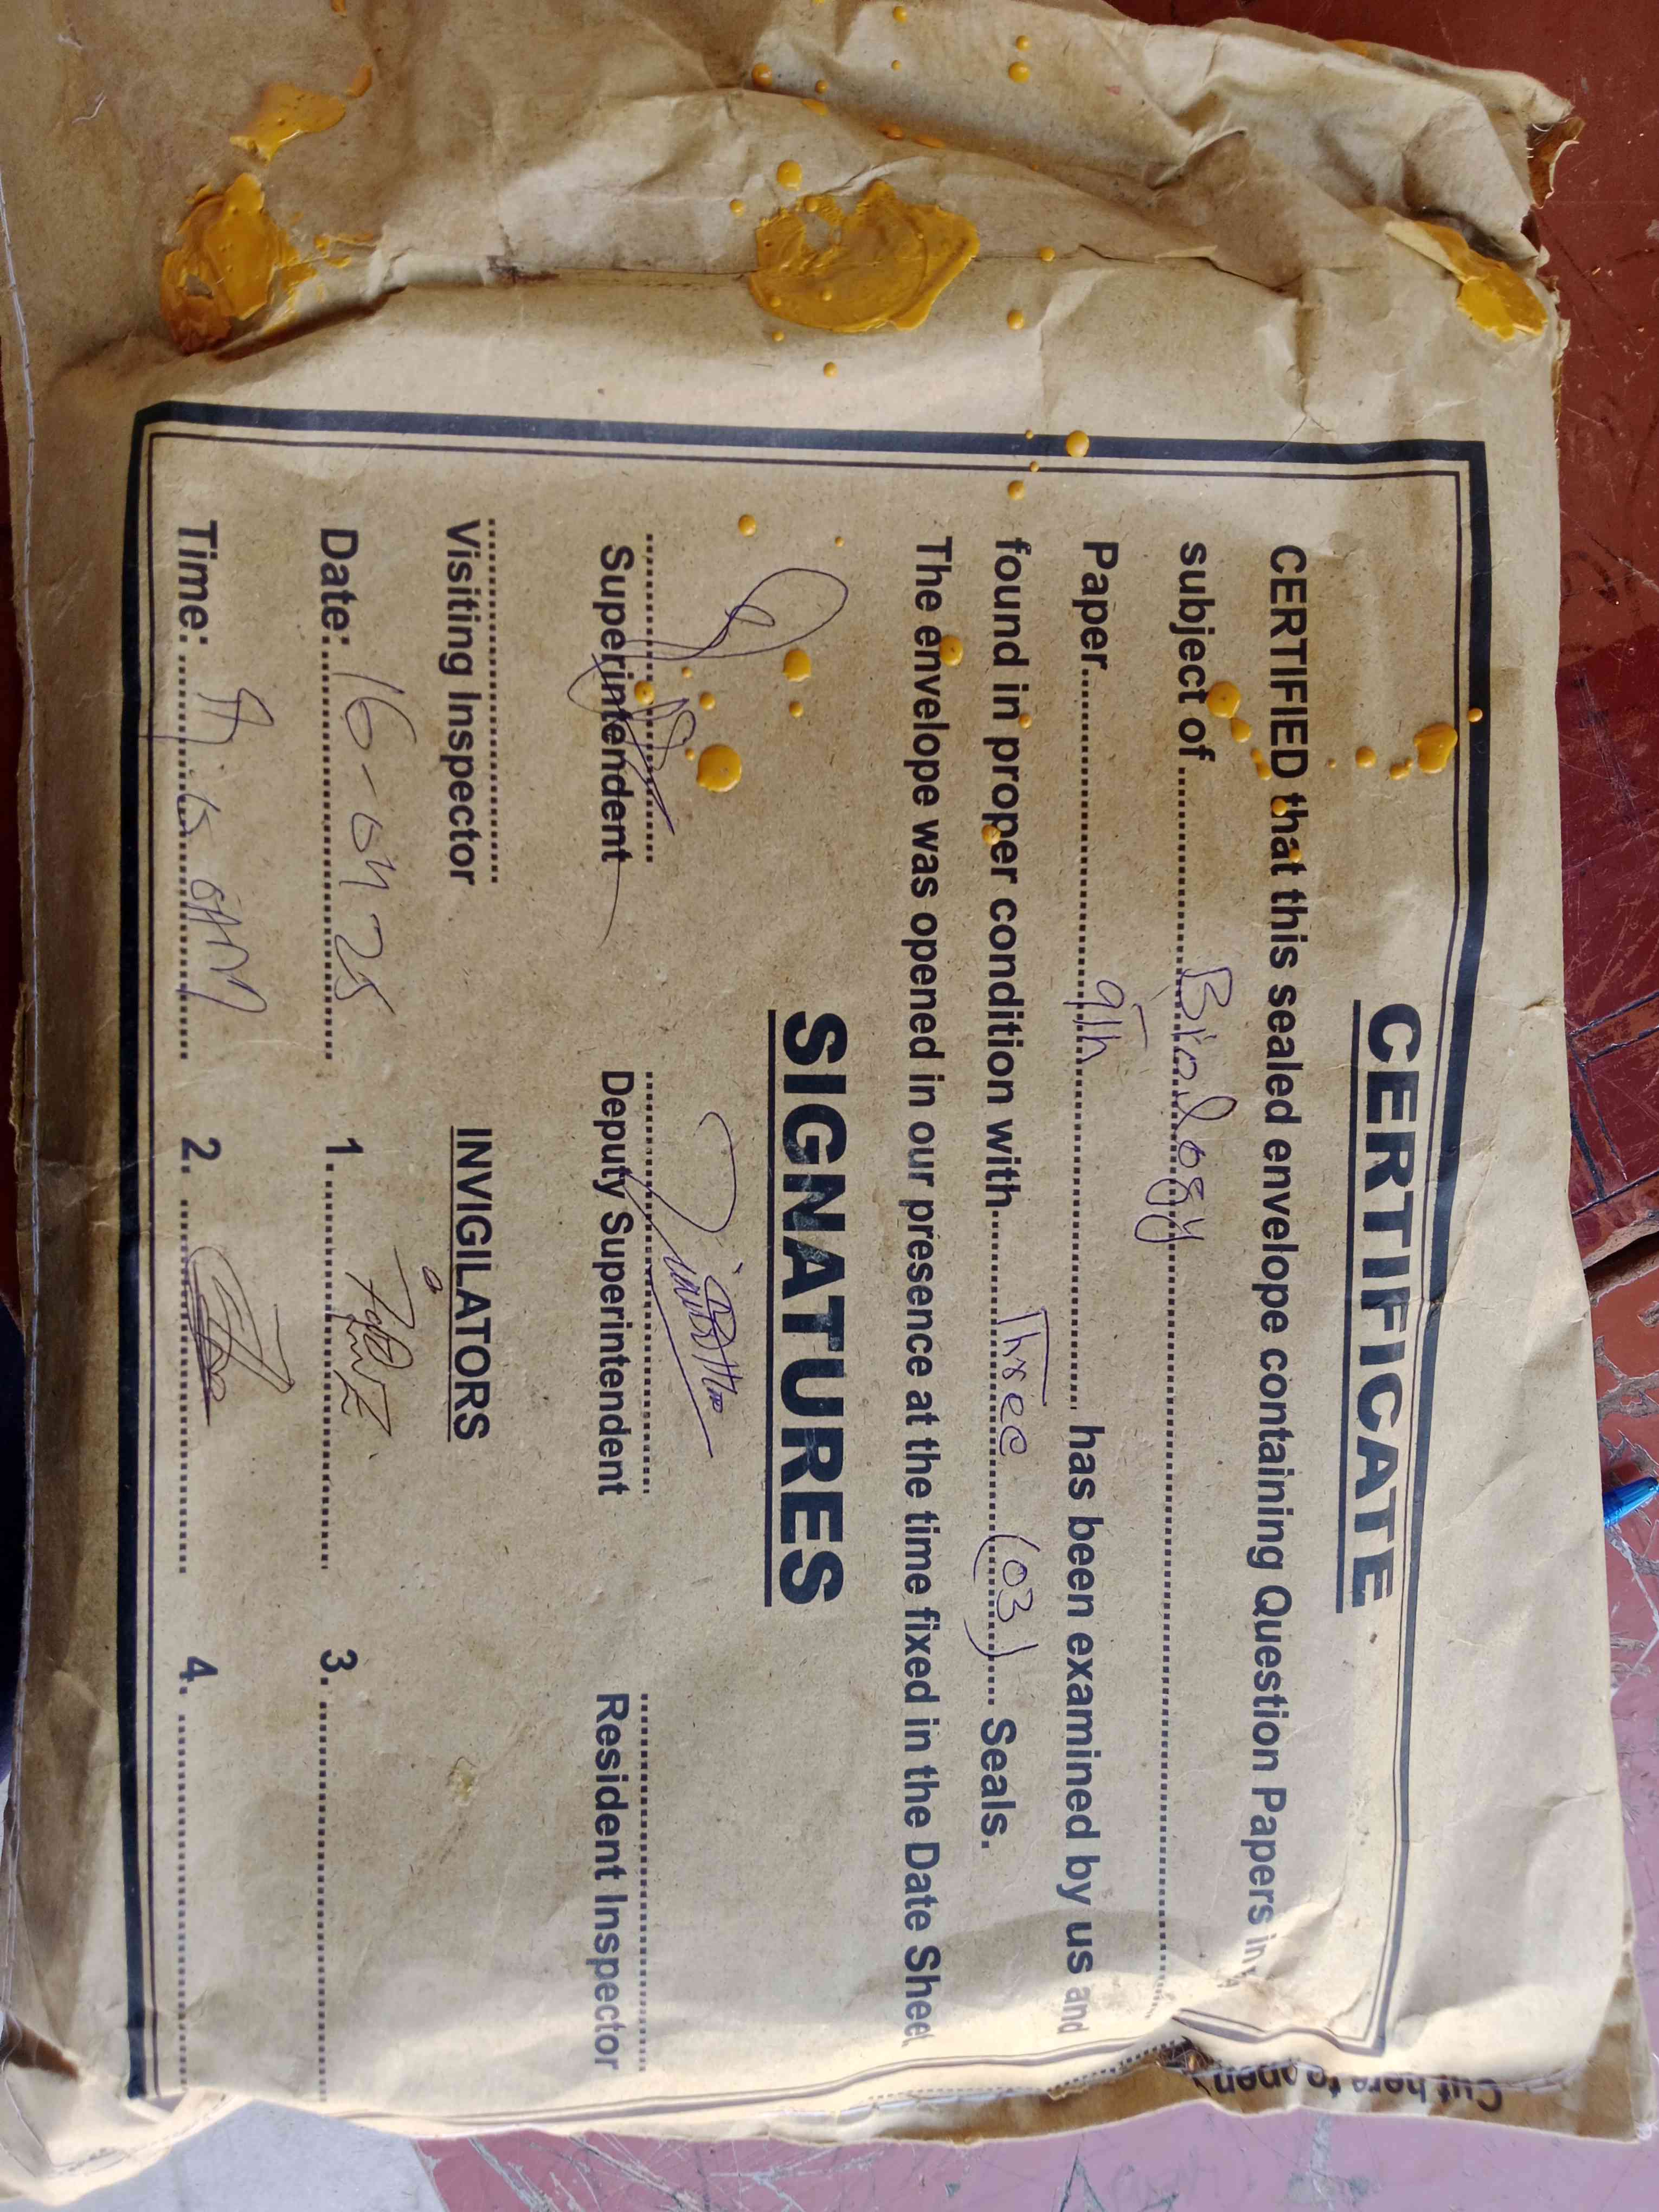 CERTIFICATE
CERTIFIED that this sealed envelope containing Question Papers in
subject of........Biology........
Paper........9th........ has been examined by us and
found in proper condition with......Three (03)..... Seals.
The envelope was opened in our presence at the time fixed in the Date Sheet
SIGNATURES
Superintendent Deputy Superintendent Resident Inspector
Visiting Inspector INVIGILATORS
Date: 16-04 25 1. 3.
Time: AM 2. 4.
Cut here to open